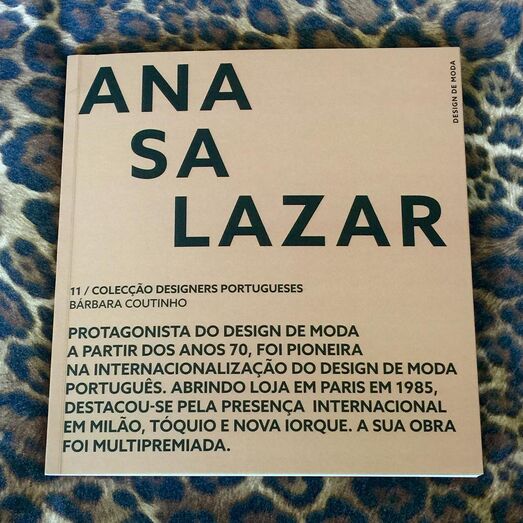 ANA
SA
LAZAR
DESIGN DE MODA
11 / COLECÇÃO DESIGNERS PORTUGUESES
BÁRBARA COUTINHO
PROTAGONISTA DO DESIGN DE MODA
A PARTIR DOS ANOS 70, FOI PIONEIRA
NA INTERNACIONALIZAÇÃO DO DESIGN DE MODA
PORTUGUÊS. ABRINDO LOJA EM PARIS EM 1985,
DESTACOU-SE PELA PRESENÇA INTERNACIONAL
EM MILÃO, TÓQUIO E NOVA IORQUE. A SUA OBRA
FOI MULTIPREMIADA.